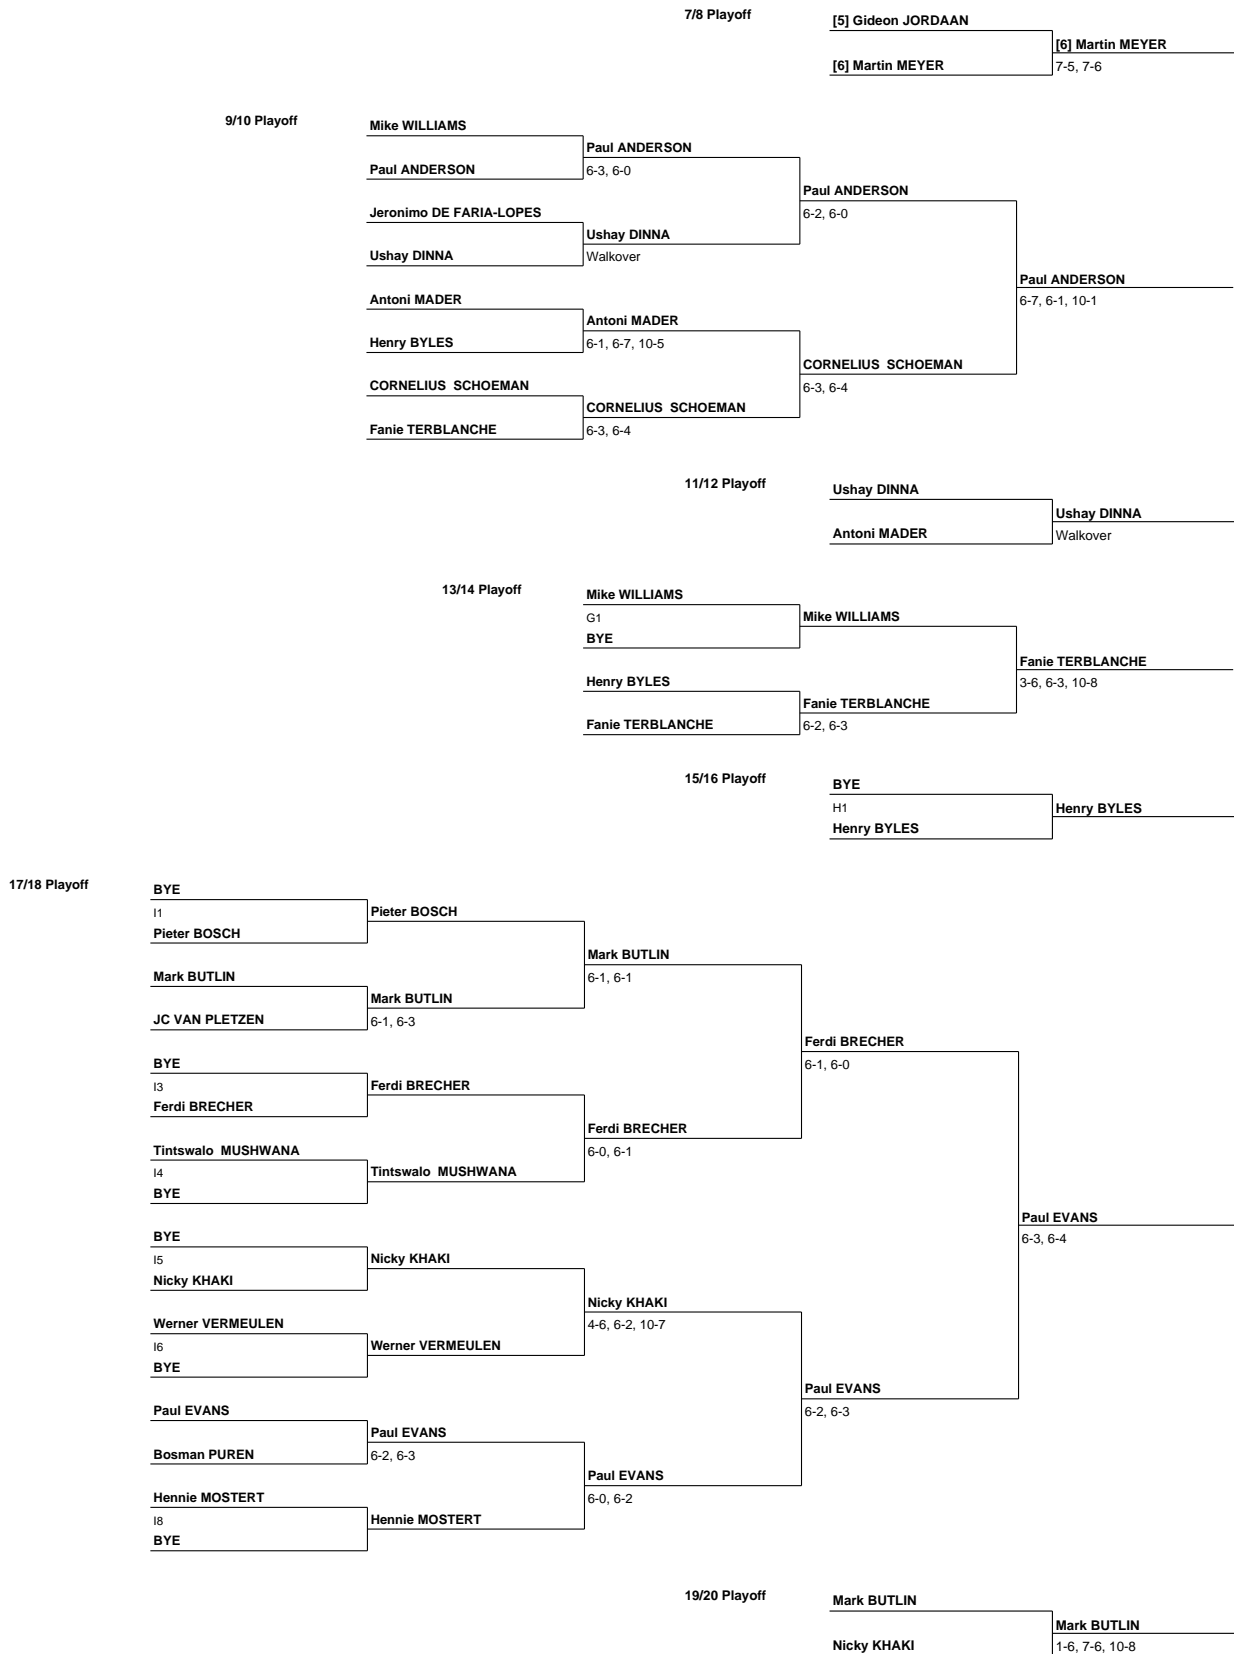 7/8 Playoff
[5] Gideon JORDAAN
[6] Martin MEYER
[6] Martin MEYER
7-5, 7-6
9/10 Playoff
Mike WILLIAMS
Paul ANDERSON
Paul ANDERSON
6-3, 6-0
Paul ANDERSON
6-2, 6-0
Jeronimo DE FARIA-LOPES
Ushay DINNA
Ushay DINNA
Walkover
Paul ANDERSON
6-7, 6-1, 10-1
Antoni MADER
Antoni MADER
Henry BYLES
6-1, 6-7, 10-5
CORNELIUS  SCHOEMAN
6-3, 6-4
CORNELIUS  SCHOEMAN
CORNELIUS  SCHOEMAN
Fanie TERBLANCHE
6-3, 6-4
11/12 Playoff
Ushay DINNA
Ushay DINNA
Antoni MADER
Walkover
13/14 Playoff
Mike WILLIAMS
G1
Mike WILLIAMS
BYE
Fanie TERBLANCHE
3-6, 6-3, 10-8
Henry BYLES
Fanie TERBLANCHE
Fanie TERBLANCHE
6-2, 6-3
15/16 Playoff
BYE
H1
Henry BYLES
Henry BYLES
17/18 Playoff
BYE
I1
Pieter BOSCH
Pieter BOSCH
Mark BUTLIN
6-1, 6-1
Mark BUTLIN
Mark BUTLIN
JC VAN PLETZEN
6-1, 6-3
Ferdi BRECHER
6-1, 6-0
BYE
I3
Ferdi BRECHER
Ferdi BRECHER
Ferdi BRECHER
6-0, 6-1
Tintswalo  MUSHWANA
I4
Tintswalo  MUSHWANA
BYE
Paul EVANS
6-3, 6-4
BYE
I5
Nicky KHAKI
Nicky KHAKI
Nicky KHAKI
4-6, 6-2, 10-7
Werner VERMEULEN
I6
Werner VERMEULEN
BYE
Paul EVANS
6-2, 6-3
Paul EVANS
Paul EVANS
Bosman PUREN
6-2, 6-3
Paul EVANS
6-0, 6-2
Hennie MOSTERT
I8
Hennie MOSTERT
BYE
19/20 Playoff
Mark BUTLIN
Mark BUTLIN
Nicky KHAKI
1-6, 7-6, 10-8